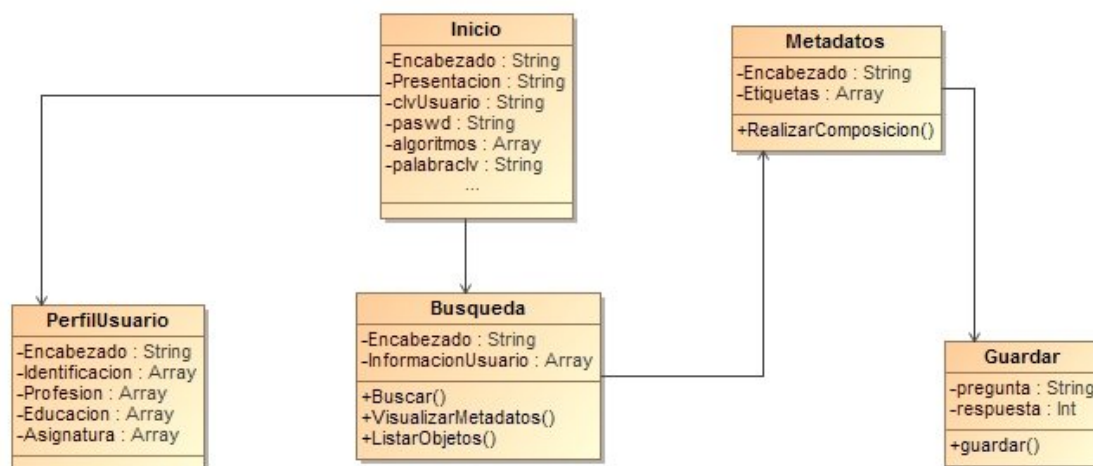 Inicio
-Encabezado : String
-Presentacion : String
-clvUsuario : String
-paswd : String
-algoritmos : Array
-palabraclv : String
...
Metadatos
-Encabezado : String
-Etiquetas : Array
+RealizarComposicion()
PerfilUsuario
-Encabezado : String
-Identificacion : Array
-Profesion : Array
-Educacion : Array
-Asignatura : Array
Busqueda
-Encabezado : String
-InformacionUsuario : Array
+Buscar()
+VisualizarMetadatos()
+ListarObjetos()
Guardar
-pregunta : String
-respuesta : Int
+guardar()